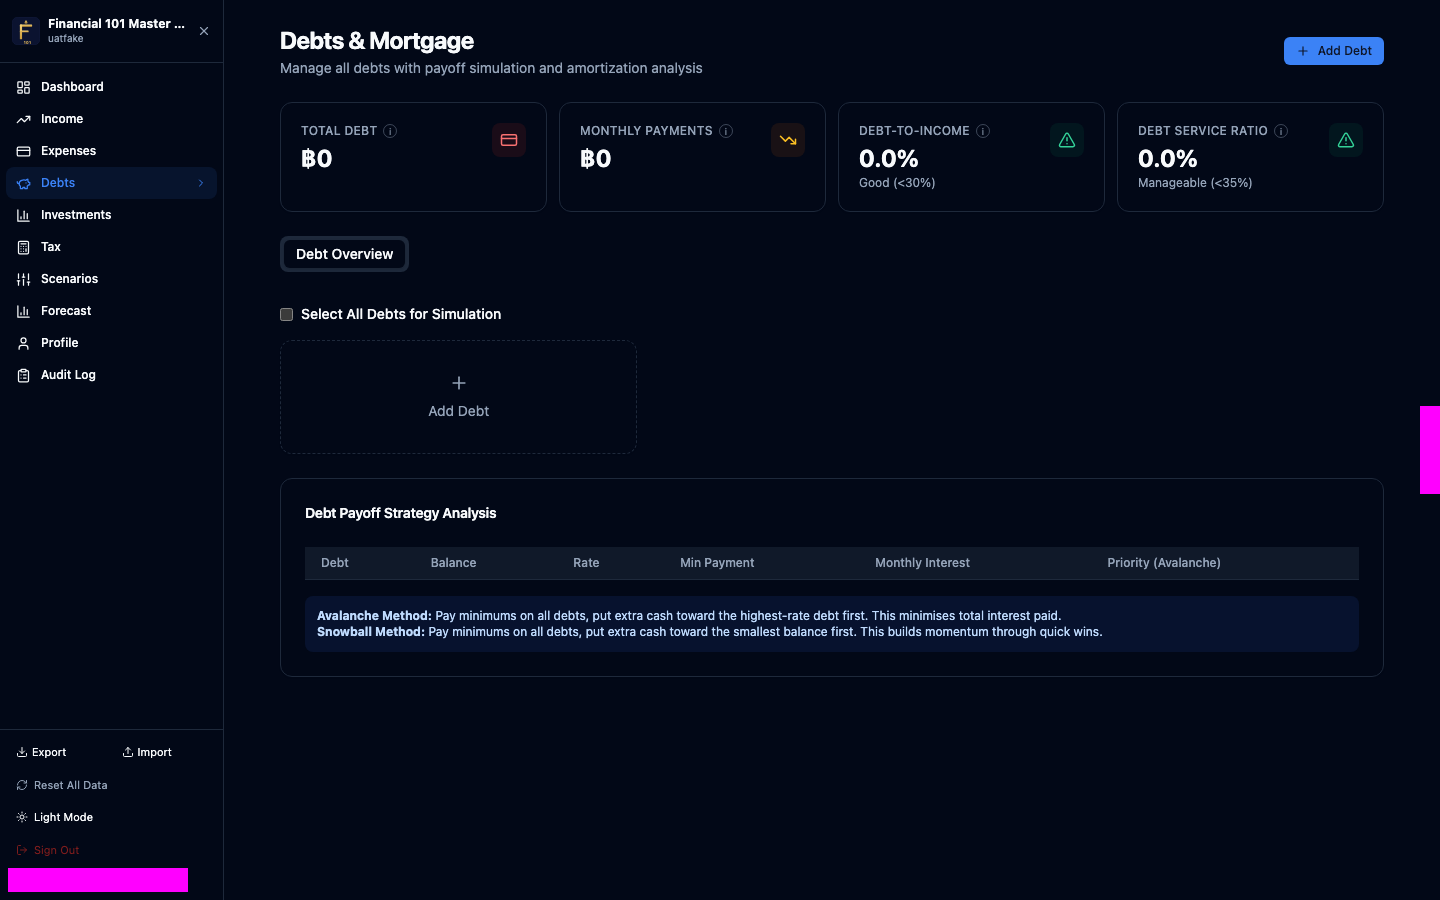 Financial 101 Master ...
uatfake
Dashboard
Income
Expenses
Debts
Investments
Tax
Scenarios
Forecast
Profile
Audit Log
Export
Import
Reset All Data
Light Mode
Sign Out
Debts & Mortgage
Manage all debts with payoff simulation and amortization analysis
Add Debt
TOTAL DEBT
฿0
MONTHLY PAYMENTS
฿0
DEBT-TO-INCOME
0.0%
Good (<30%)
DEBT SERVICE RATIO
0.0%
Manageable (<35%)
Debt Overview
Select All Debts for Simulation
Add Debt
Debt Payoff Strategy Analysis
Debt Balance Rate Min Payment Monthly Interest Priority (Avalanche)
Avalanche Method: Pay minimums on all debts, put extra cash toward the highest-rate debt first. This minimises total interest paid.
Snowball Method: Pay minimums on all debts, put extra cash toward the smallest balance first. This builds momentum through quick wins.